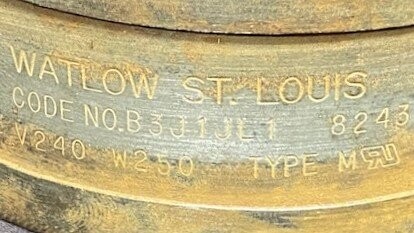 WATLOW ST. LOUIS
CODE NO. B3J1JL1 8243
V240 W250 TYPE M